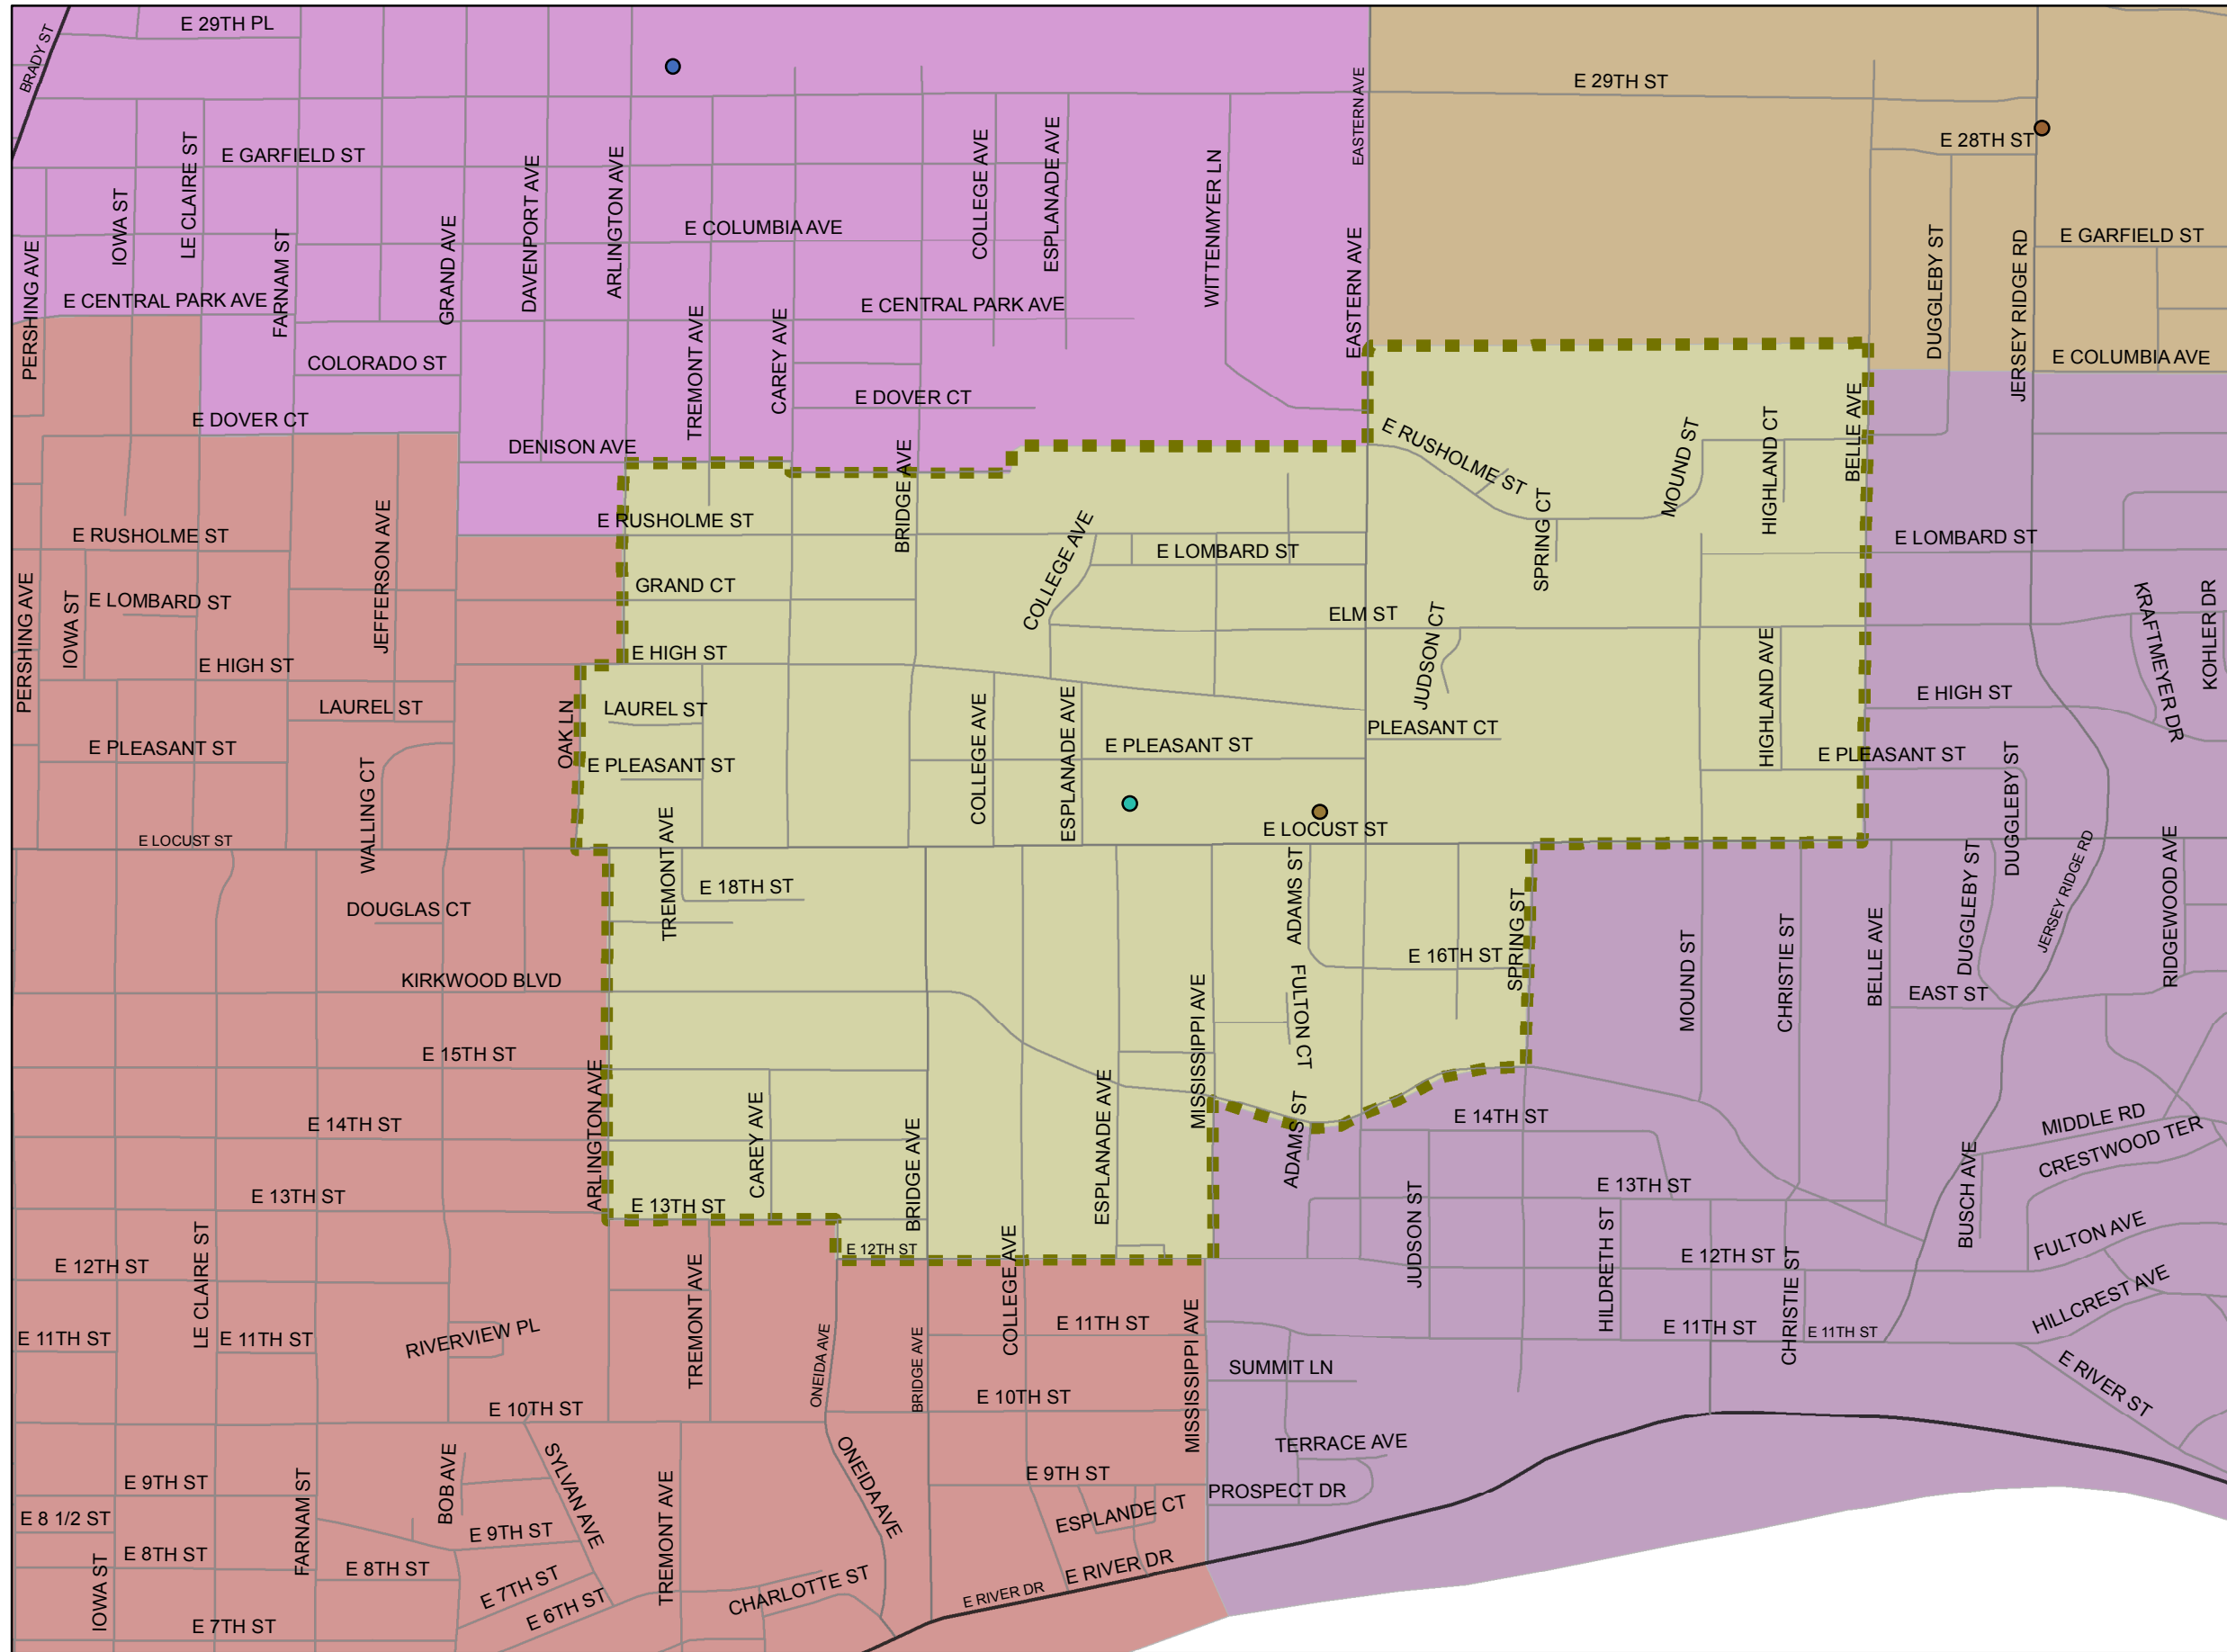 E 29TH PL
BRADY ST
E 29TH ST
EASTERN AVE
E 28TH ST
LE CLAIRE ST
E GARFIELD ST
DAVENPORT AVE
ARLINGTON AVE
COLLEGE AVE
ESPLANADE AVE
WITTENMYER LN
IOWA ST
E COLUMBIA AVE
E GARFIELD ST
PERSHING AVE
FARNAM ST
GRAND AVE
EASTERN AVE
DUGGLEBY ST
JERSEY RIDGE RD
E CENTRAL PARK AVE
E CENTRAL PARK AVE
TREMONT AVE
CAREY AVE
COLORADO ST
E COLUMBIA AVE
E DOVER CT
E DOVER CT
DENISON AVE
BRIDGE AVE
E RUSHOLME ST
MOUND ST
HIGHLAND CT
BELLE AVE
E RUSHOLME ST
E RUSHOLME ST
JEFFERSON AVE
COLLEGE AVE
E LOMBARD ST
SPRING CT
E LOMBARD ST
PERSHING AVE
IOWA ST
E LOMBARD ST
GRAND CT
ELM ST
JUDSON CT
KRAFTMEYER DR
KOHLER DR
E HIGH ST
E HIGH ST
HIGHLAND AVE
E HIGH ST
LAUREL ST
OAK LN
LAUREL ST
COLLEGE AVE
ESPLANADE AVE
PLEASANT CT
E PLEASANT ST
E PLEASANT ST
E PLEASANT ST
E PLEASANT ST
DUGGLEBY ST
WALLING CT
E LOCUST ST
TREMONT AVE
E LOCUST ST
JERSEY RIDGE RD
RIDGEWOOD AVE
E 18TH ST
ADAMS ST
SPRING ST
DUGGLEBY ST
DOUGLAS CT
E 16TH ST
MOUND ST
CHRISTIE ST
BELLE AVE
KIRKWOOD BLVD
MISSISSIPPI AVE
FULTON CT
EAST ST
E 15TH ST
ARLINGTON AVE
CAREY AVE
ESPLANADE AVE
ADAMS ST
E 14TH ST
E 14TH ST
MIDDLE RD
CRESTWOOD TER
BRIDGE AVE
BUSCH AVE
E 13TH ST
E 13TH ST
E 13TH ST
JUDSON ST
HILDRETH ST
FULTON AVE
E 12TH ST
LE CLAIRE ST
E 12TH ST
COLLEGE AVE
E 12TH ST
CHRISTIE ST
HILLCREST AVE
TREMONT AVE
E 11TH ST
E 11TH ST
RIVERVIEW PL
ONEIDA AVE
BRIDGE AVE
E 11TH ST
MISSISSIPPI AVE
E 11TH ST
E 11TH ST
SUMMIT LN
E RIVER ST
E 10TH ST
E 10TH ST
TERRACE AVE
BOB AVE
SYLVAN AVE
ONEIDA AVE
E 9TH ST
FARNAM ST
TREMONT AVE
E 9TH ST
PROSPECT DR
E 8 1/2 ST
E 9TH ST
ESPLANDE CT
E 8TH ST
E 8TH ST
IOWA ST
E 7TH ST
CHARLOTTE ST
E RIVER DR
E RIVER DR
E 6TH ST
E 7TH ST